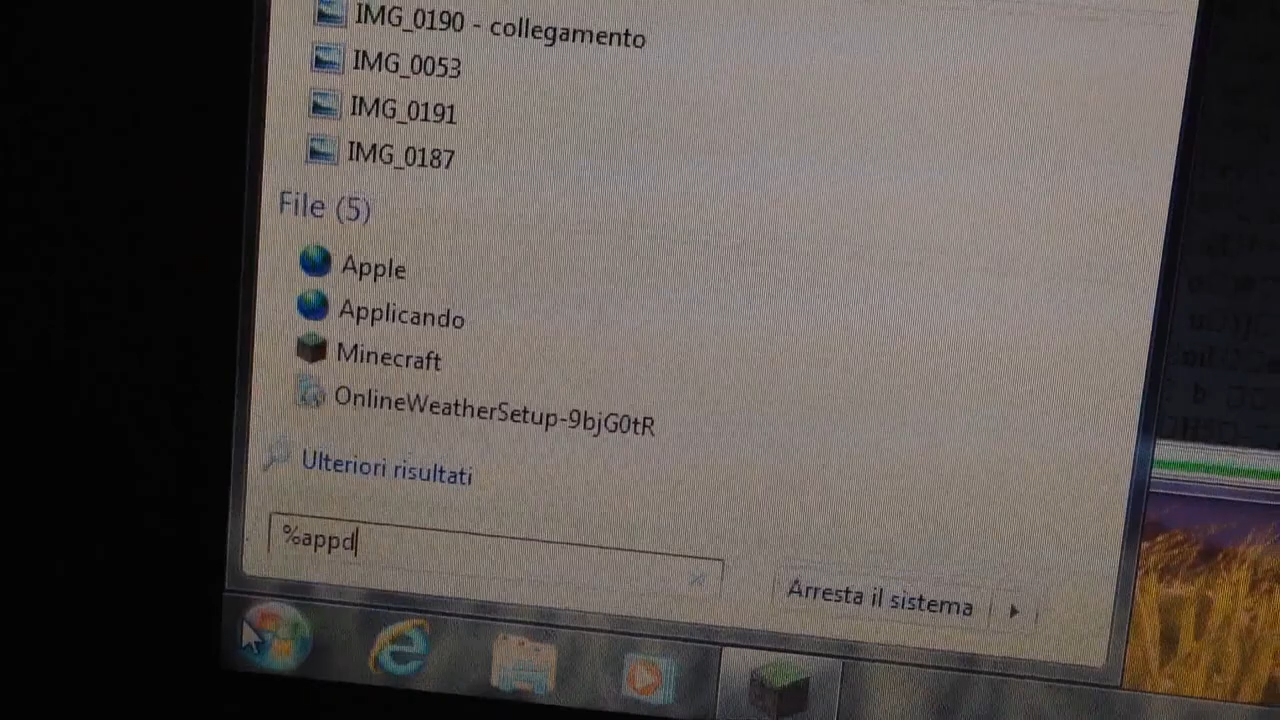 IMG_0190 - collegamento
IMG_0053
IMG_0191
IMG_0187
File (5)
Apple
Applicando
Minecraft
OnlineWeatherSetup-9bjG0tR
Ulteriori risultati
%appd
Arresta il sistema